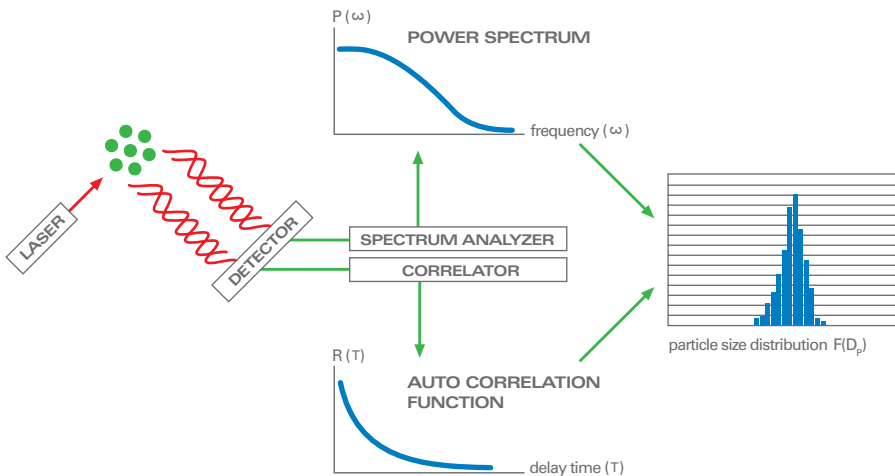 P (ω)
POWER SPECTRUM
frequency (ω)
LASER
DETECTOR
SPECTRUM ANALYZER
CORRELATOR
particle size distribution F(Dₚ)
R (T)
AUTO CORRELATION
FUNCTION
delay time (T)